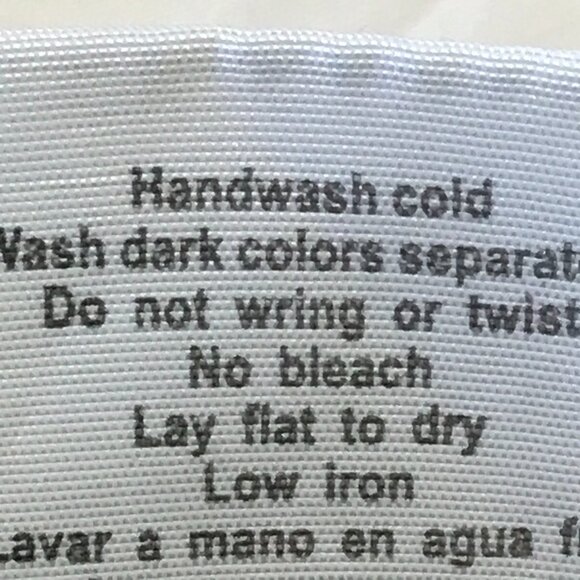 Handwash cold
Wash dark colors separat
Do not wring or twist
No bleach
Lay flat to dry
Low iron
Lavar a mano en agua f